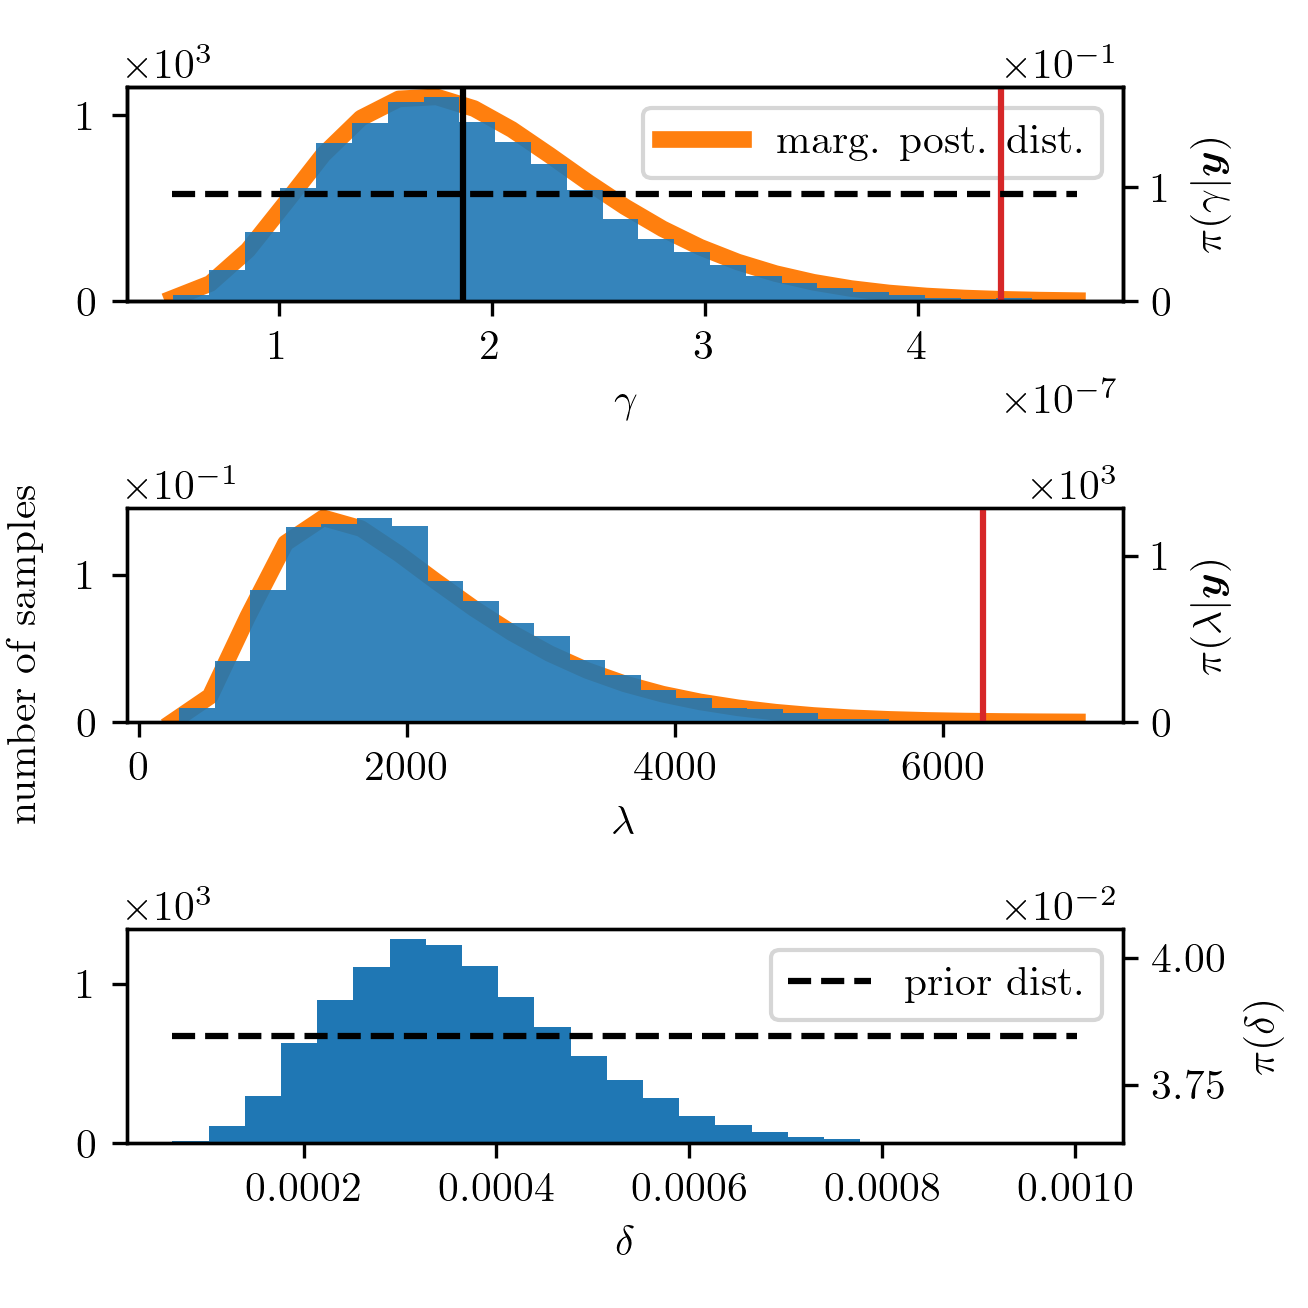 ×10³ ×10⁻¹
1
0
1
0
marg. post. dist.
π(γ|y)
1 2 3 4
γ
×10⁻⁷
×10⁻¹ ×10³
number of samples
1
0
1
0
π(λ|y)
0 2000 4000 6000
λ
×10³ ×10⁻²
1
0
4.00
3.75
prior dist.
π(δ)
0.0002 0.0004 0.0006 0.0008 0.0010
δ